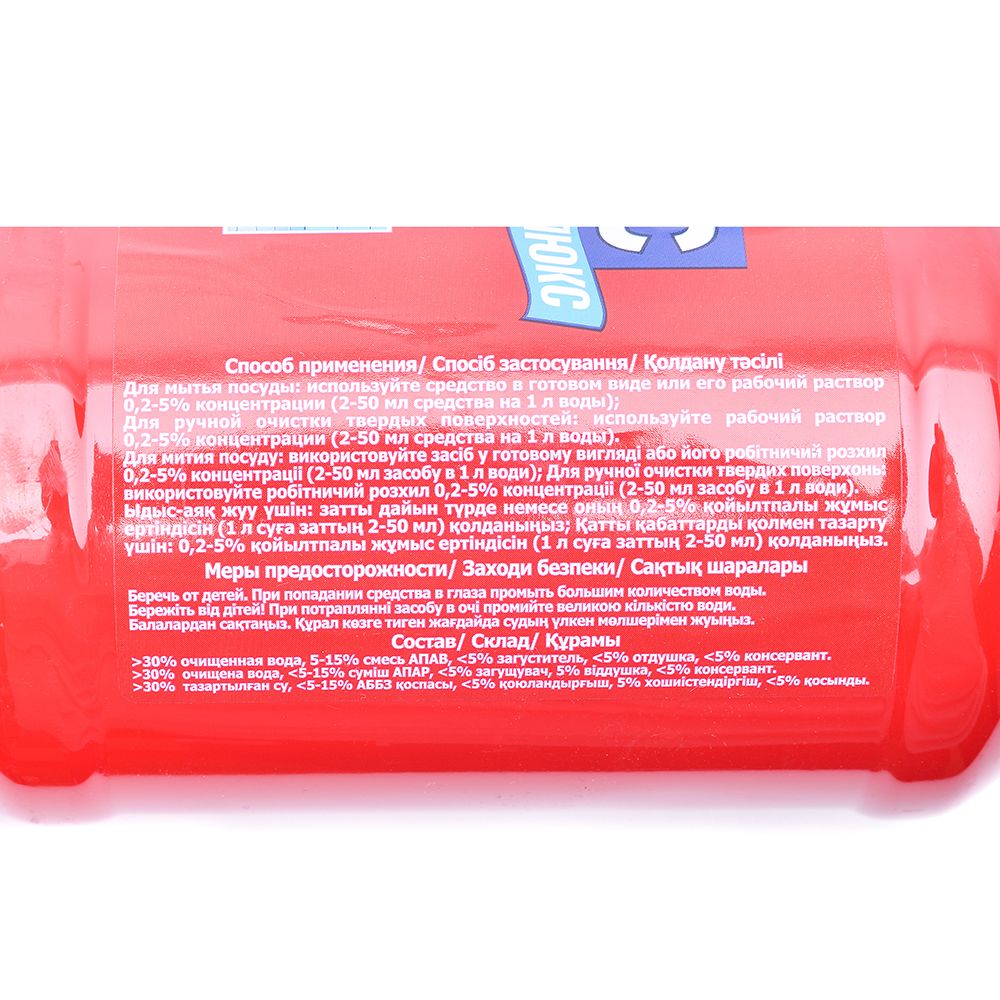 С
ЛЮКС
Способ применения/ Спосіб застосування/ Қолдану тәсілі
Для мытья посуды: используйте средство в готовом виде или его рабочий раствор
0,2-5% концентрации (2-50 мл средства на 1 л воды);
Для ручной очистки твердых поверхностей: используйте рабочий раствор
0,2-5% концентрации (2-50 мл средства на 1 л воды).
Для мития посуду: використовуйте засіб у готовому вигляді або його робітничий розхил
0,2-5% концентраціі (2-50 мл засобу в 1 л води); Для ручної очистки твердих поверхонь:
використовуйте робітничий розхил 0,2-5% концентраціі (2-50 мл засобу в 1 л води).
Ыдыс-аяқ жуу үшін: затты дайын түрде немесе оның 0,2-5% қойылтпалы жұмыс
ертіндісін (1 л суға заттың 2-50 мл) қолданыңыз; Қатты қабаттарды қолмен тазарту
үшін: 0,2-5% қойылтпалы жұмыс ертіндісін (1 л суға заттың 2-50 мл) қолданыңыз.
Меры предосторожности/ Заходи безпеки/ Сақтық шаралары
Беречь от детей. При попадании средства в глаза промыть большим количеством воды.
Бережіть від дітей! При потраплянні засобу в очі промийте великою кількістю води.
Балалардан сақтаңыз. Құрал көзге тиген жағдайда судың үлкен мөлшерімен жуыңыз.
Состав/ Склад/ Құрамы
>30% очищенная вода, 5-15% смесь АПАВ, <5% загуститель, <5% отдушка, <5% консервант.
>30% очищена вода, <5-15% суміш АПАР, <5% загущувач, 5% віддушка, <5% консервант.
>30% тазартылған су, <5-15% АББЗ қоспасы, <5% қоюландырғыш, 5% хошиістендіргіш, <5% қосынды.